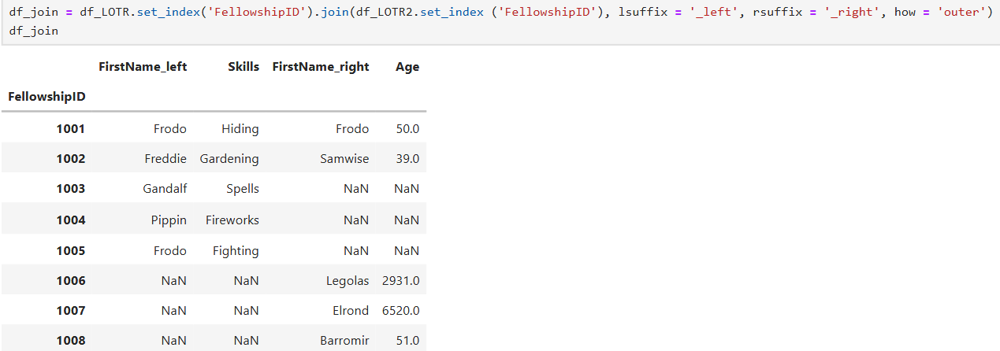 df_join = df_LOTR.set_index('FellowshipID').join(df_LOTR2.set_index ('FellowshipID'), lsuffix = '_left', rsuffix = '_right', how = 'outer')
df_join
FirstName_left Skills FirstName_right Age
FellowshipID
1001 Frodo Hiding Frodo 50.0
1002 Freddie Gardening Samwise 39.0
1003 Gandalf Spells NaN NaN
1004 Pippin Fireworks NaN NaN
1005 Frodo Fighting NaN NaN
1006 NaN NaN Legolas 2931.0
1007 NaN NaN Elrond 6520.0
1008 NaN NaN Barromir 51.0